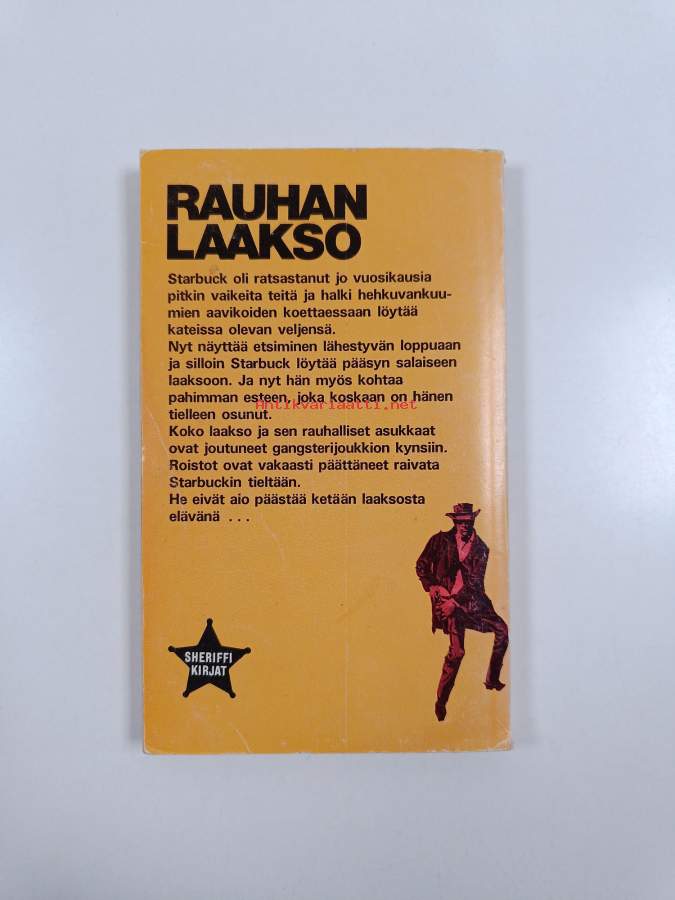 RAUHAN
LAAKSO
Starbuck oli ratsastanut jo vuosikausia
pitkin vaikeita teitä ja halki hehkuvankuu-
mien aavikoiden koettaessaan löytää
kateissa olevan veljensä.
Nyt näyttää etsiminen lähestyvän loppuaan
ja silloin Starbuck löytää pääsyn salaiseen
laaksoon. Ja nyt hän myös kohtaa
pahimman esteen, joka koskaan on hänen
Antikvariaatti.net
tielleen osunut.
Koko laakso ja sen rauhalliset asukkaat
ovat joutuneet gangsterijoukkion kynsiin.
Roistot ovat vakaasti päättäneet raivata
Starbuckin tieltään.
He eivät aio päästää ketään laaksosta
elävänä . . .
SHERIFFI
KIRJAT